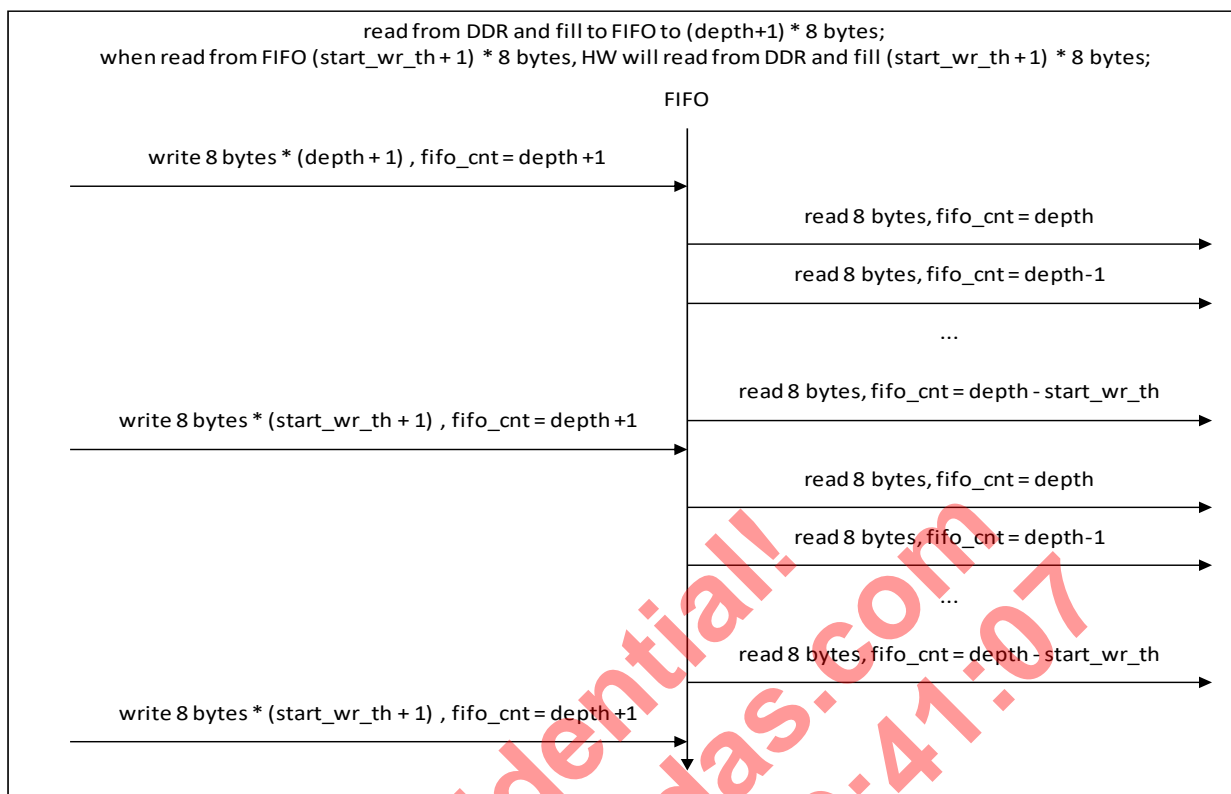 read from DDR and fill to FIFO to (depth+1) * 8 bytes;
when read from FIFO (start_wr_th + 1) * 8 bytes, HW will read from DDR and fill (start_wr_th + 1) * 8 bytes;
FIFO
write 8 bytes * (depth + 1) , fifo_cnt = depth +1
read 8 bytes, fifo_cnt = depth
read 8 bytes, fifo_cnt = depth-1
...
read 8 bytes, fifo_cnt = depth - start_wr_th
write 8 bytes * (start_wr_th + 1) , fifo_cnt = depth +1
read 8 bytes, fifo_cnt = depth
read 8 bytes, fifo_cnt = depth-1
...
read 8 bytes, fifo_cnt = depth - start_wr_th
write 8 bytes * (start_wr_th + 1) , fifo_cnt = depth +1